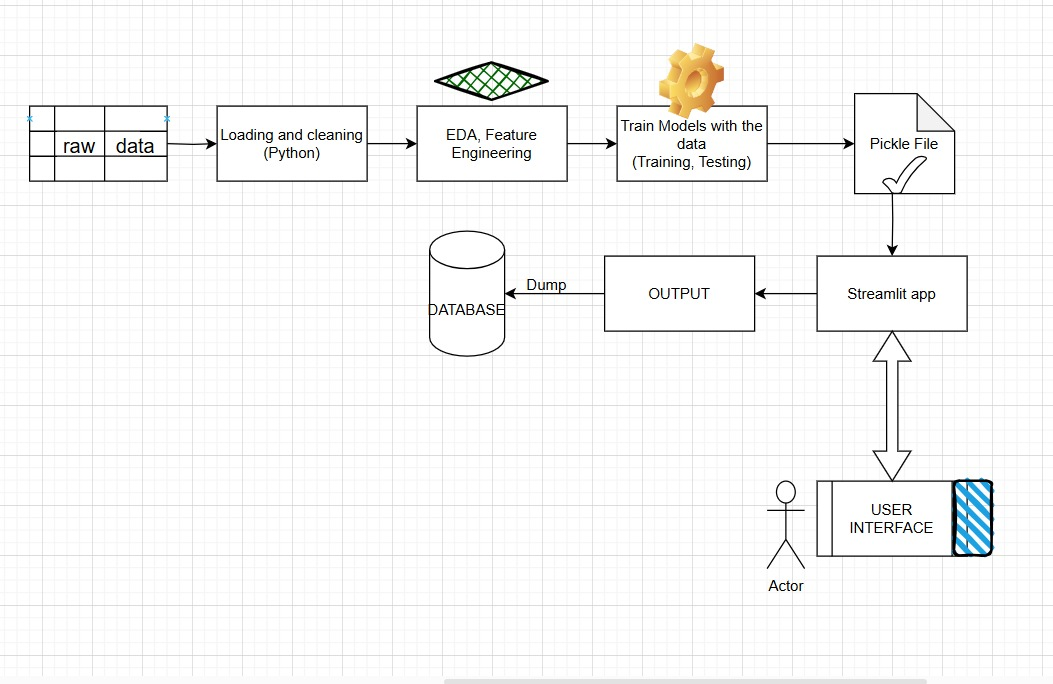 raw data
Loading and cleaning
(Python)
EDA, Feature
Engineering
Train Models with the
data
(Training, Testing)
Pickle File
DATABASE
Dump
OUTPUT
Streamlit app
USER
INTERFACE
Actor